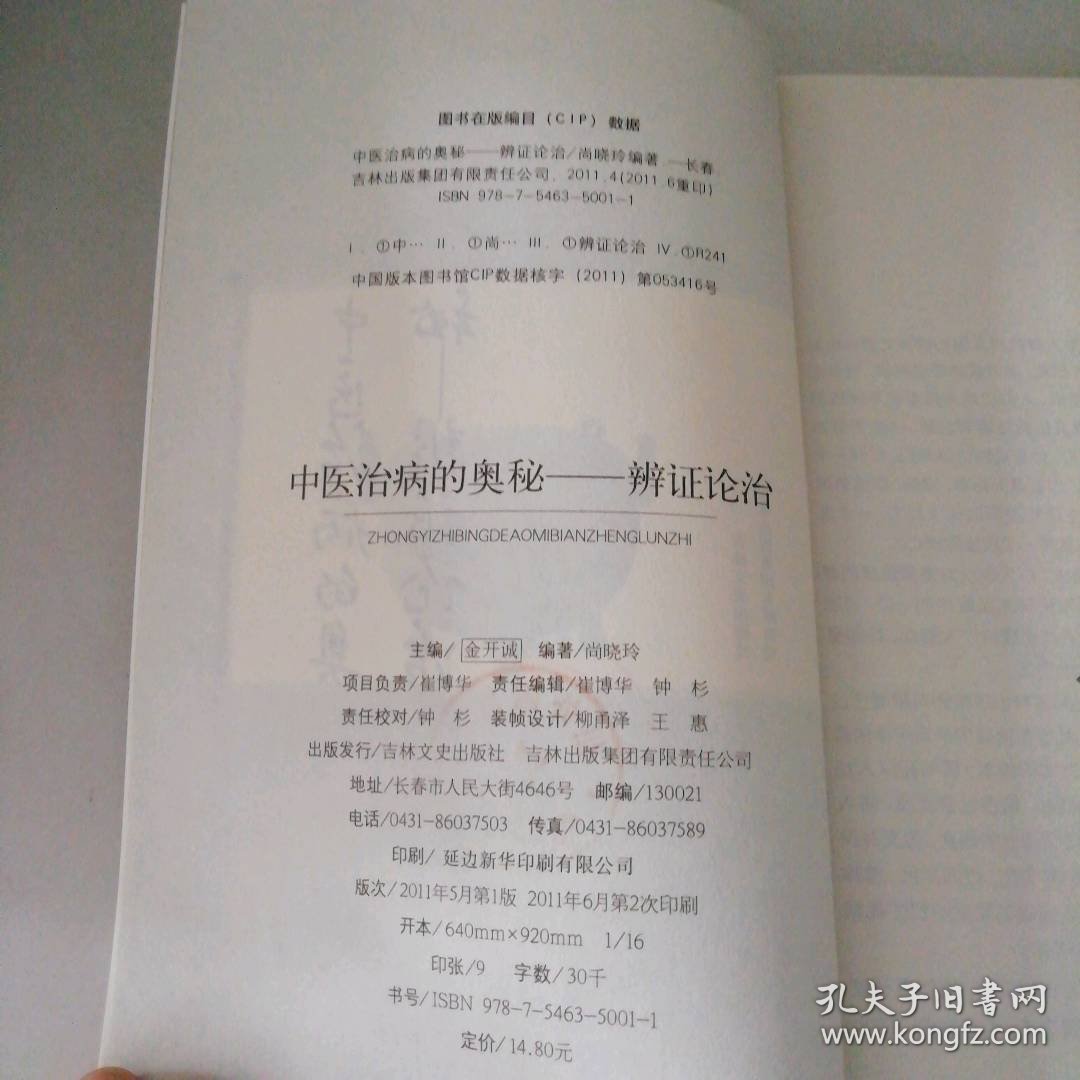 图书在版编目（CIP）数据
中医治病的奥秘——辨证论治/尚晓玲编著.—长春
吉林出版集团有限责任公司，2011.4(2011.6重印)
ISBN 978-7-5463-5001-1
Ⅰ.①中… Ⅱ.①尚… Ⅲ.①辨证论治 Ⅳ.①R241
中国版本图书馆CIP数据核字（2011）第053416号
中医治病的奥秘——辨证论治
ZHONGYIZHIBINGDEAOMIBIANZHENGLUNZHI
主编/ 金开诚 编著/尚晓玲
项目负责/崔博华 责任编辑/崔博华 钟 杉
责任校对/钟 杉 装帧设计/柳甬泽 王 惠
出版发行/吉林文史出版社 吉林出版集团有限责任公司
地址/长春市人民大街4646号 邮编/130021
电话/0431-86037503 传真/0431-86037589
印刷/ 延边新华印刷有限公司
版次/2011年5月第1版 2011年6月第2次印刷
开本/640mm×920mm 1/16
印张/9 字数/30千
书号/ISBN 978-7-5463-5001-1
定价/14.80元
孔夫子旧書网
www.kongfz.com